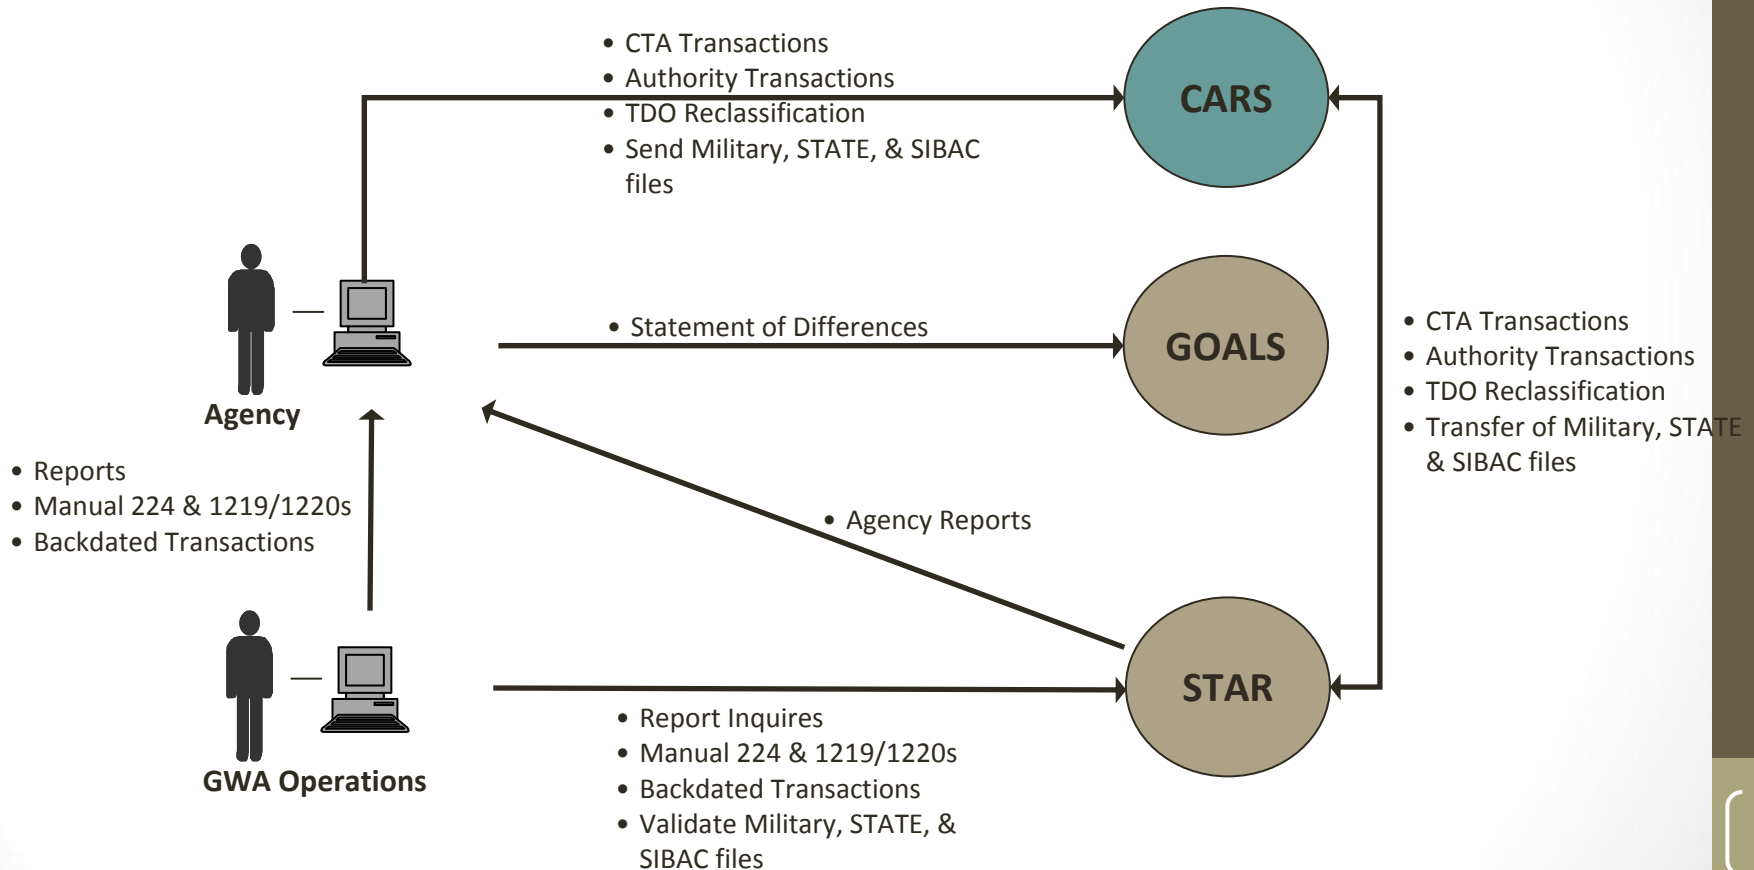 • CTA Transactions
• Authority Transactions
• TDO Reclassification
• Send Military, STATE, & SIBAC
files
CARS
• Statement of Differences
GOALS
• CTA Transactions
• Authority Transactions
• TDO Reclassification
• Transfer of Military, STATE
& SIBAC files
Agency
• Reports
• Manual 224 & 1219/1220s
• Backdated Transactions
• Agency Reports
STAR
GWA Operations
• Report Inquires
• Manual 224 & 1219/1220s
• Backdated Transactions
• Validate Military, STATE, &
SIBAC files